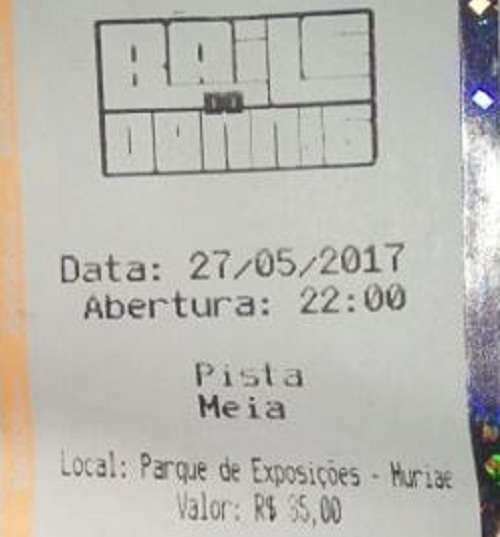 BAILE
DO
DENNIS
Data: 27/05/2017
Abertura: 22:00
Pista
Meia
Local: Parque de Exposições - Muriae
Valor: R$ 35,00